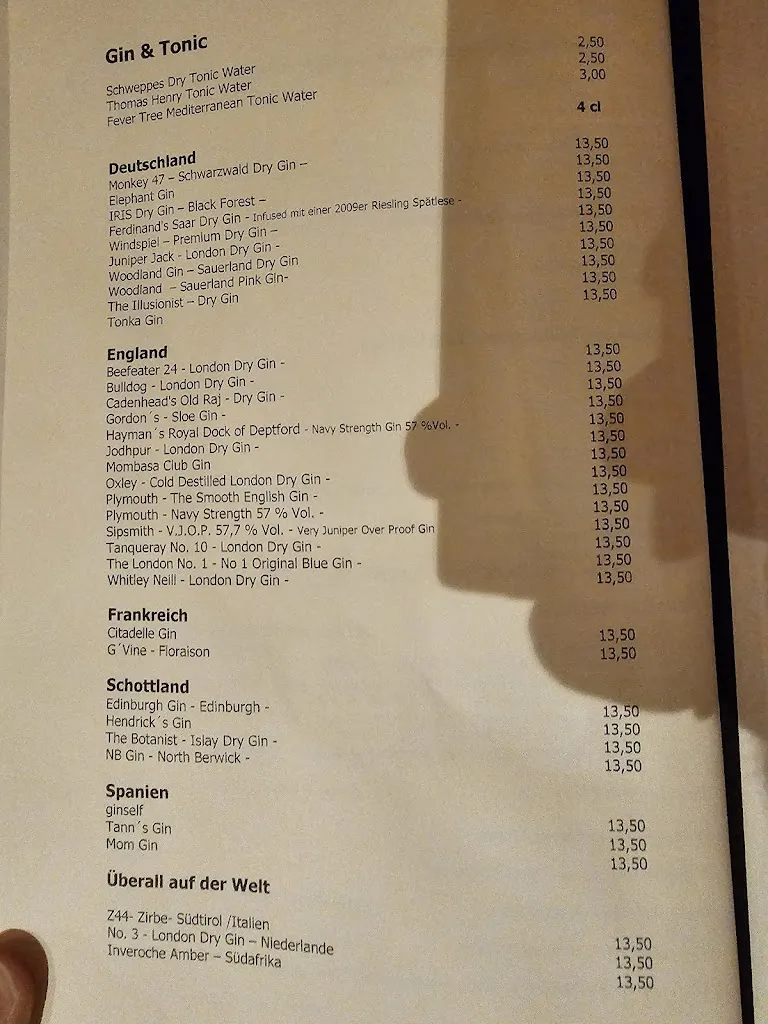 Gin & Tonic
Schweppes Dry Tonic Water 2,50
Thomas Henry Tonic Water 2,50
Fever Tree Mediterranean Tonic Water 3,00
4 cl
Deutschland
Monkey 47 – Schwarzwald Dry Gin – 13,50
Elephant Gin 13,50
IRIS Dry Gin – Black Forest – 13,50
Ferdinand's Saar Dry Gin - Infused mit einer 2009er Riesling Spätlese - 13,50
Windspiel – Premium Dry Gin – 13,50
Juniper Jack - London Dry Gin - 13,50
Woodland Gin – Sauerland Dry Gin 13,50
Woodland – Sauerland Pink Gin- 13,50
The Illusionist – Dry Gin 13,50
Tonka Gin 13,50
England
Beefeater 24 - London Dry Gin - 13,50
Bulldog - London Dry Gin - 13,50
Cadenhead's Old Raj - Dry Gin - 13,50
Gordon´s - Sloe Gin - 13,50
Hayman´s Royal Dock of Deptford - Navy Strength Gin 57 %Vol. - 13,50
Jodhpur - London Dry Gin - 13,50
Mombasa Club Gin 13,50
Oxley - Cold Destilled London Dry Gin - 13,50
Plymouth - The Smooth English Gin - 13,50
Plymouth - Navy Strength 57 % Vol. - 13,50
Sipsmith - V.J.O.P. 57,7 % Vol. - Very Juniper Over Proof Gin 13,50
Tanqueray No. 10 - London Dry Gin - 13,50
The London No. 1 - No 1 Original Blue Gin - 13,50
Whitley Neill - London Dry Gin - 13,50
Frankreich
Citadelle Gin 13,50
G´Vine - Floraison 13,50
Schottland
Edinburgh Gin - Edinburgh - 13,50
Hendrick´s Gin 13,50
The Botanist - Islay Dry Gin - 13,50
NB Gin - North Berwick - 13,50
Spanien
ginself 13,50
Tann´s Gin 13,50
Mom Gin 13,50
Überall auf der Welt
Z44- Zirbe- Südtirol /Italien 13,50
No. 3 - London Dry Gin – Niederlande 13,50
Inveroche Amber – Südafrika 13,50